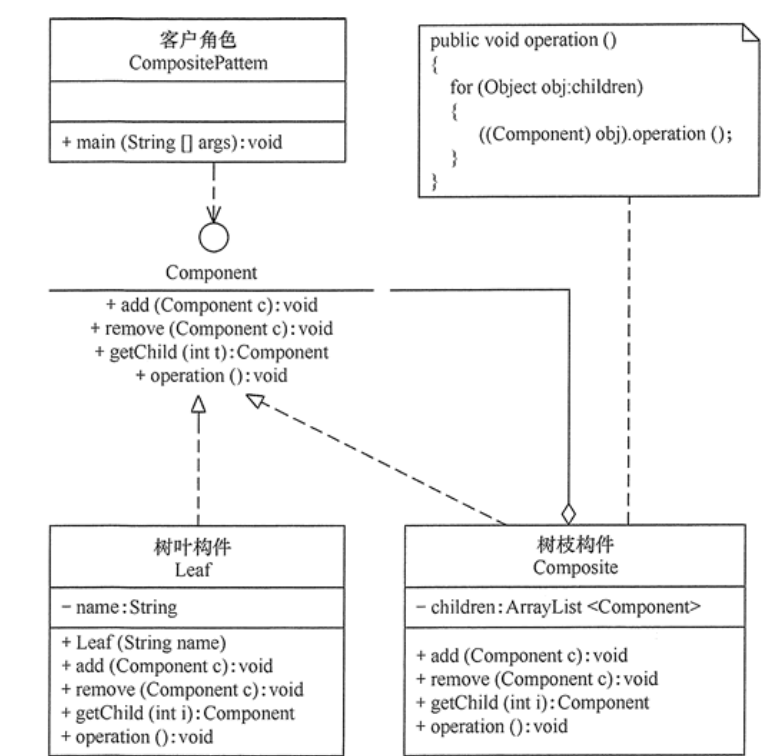 客户角色
CompositePattem
+ main (String [] args):void
public void operation ()
{
for (Object obj:children)
{
((Component) obj).operation ();
}
}
Component
+ add (Component c):void
+ remove (Component c):void
+ getChild (int t):Component
+ operation ():void
树叶构件
Leaf
− name:String
+ Leaf (String name)
+ add (Component c):void
+ remove (Component c):void
+ getChild (int i):Component
+ operation ():void
树枝构件
Composite
− children:ArrayList <Component>
+ add (Component c):void
+ remove (Component c):void
+ getChild (int i):Component
+ operation ():void